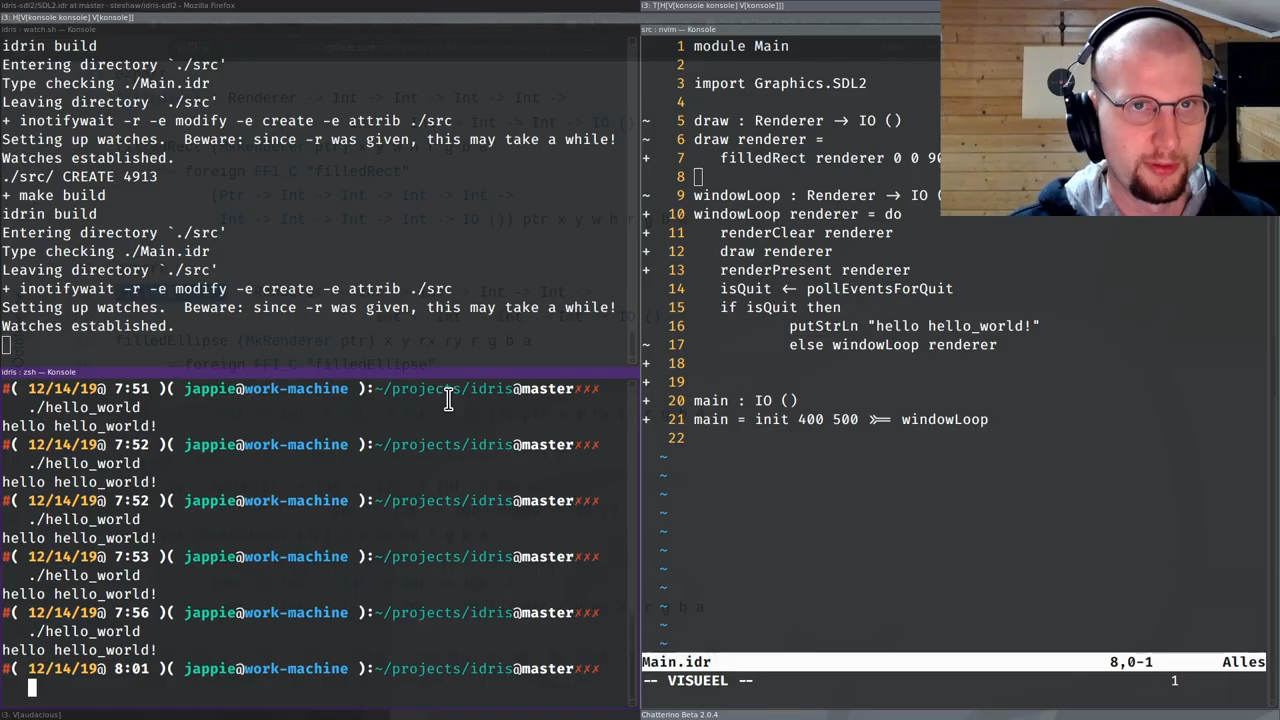 idris-sdl2/SDL2.idr at master · steshaw/idris-sdl2 - Mozilla Firefox
i3: H[V[konsole konsole] V[konsole]]
idris : watch.sh — Konsole
idrin build
Entering directory `./src'
Type checking ./Main.idr
Leaving directory `./src'
+ inotifywait -r -e modify -e create -e attrib ./src
Setting up watches.  Beware: since -r was given, this may take a while!
Watches established.
./src/ CREATE 4913
+ make build
idrin build
Entering directory `./src'
Type checking ./Main.idr
Leaving directory `./src'
+ inotifywait -r -e modify -e create -e attrib ./src
Setting up watches.  Beware: since -r was given, this may take a while!
Watches established.
idris : zsh — Konsole
#( 12/14/19@ 7:51 )( jappie@work-machine ):~/projects/idris@master✗✗✗
./hello_world
hello hello_world!
#( 12/14/19@ 7:52 )( jappie@work-machine ):~/projects/idris@master✗✗✗
./hello_world
hello hello_world!
#( 12/14/19@ 7:52 )( jappie@work-machine ):~/projects/idris@master✗✗✗
./hello_world
hello hello_world!
#( 12/14/19@ 7:53 )( jappie@work-machine ):~/projects/idris@master✗✗✗
./hello_world
hello hello_world!
#( 12/14/19@ 7:56 )( jappie@work-machine ):~/projects/idris@master✗✗✗
./hello_world
hello hello_world!
#( 12/14/19@ 8:01 )( jappie@work-machine ):~/projects/idris@master✗✗✗
i3: V[audacious]
i3: T[H[V[konsole konsole] V[konsole]]]
src : nvim — Konsole
1 module Main
2
3 import Graphics.SDL2
4
~ 5 draw : Renderer → IO ()
~ 6 draw renderer =
+ 7 filledRect renderer 0 0 90
8
~ 9 windowLoop : Renderer → IO (
+ 10 windowLoop renderer = do
+ 11 renderClear renderer
+ 12 draw renderer
+ 13 renderPresent renderer
14 isQuit ← pollEventsForQuit
15 if isQuit then
16 putStrLn "hello hello_world!"
~ 17 else windowLoop renderer
+ 18
+ 19
+ 20 main : IO ()
+ 21 main = init 400 500 >>= windowLoop
22
~
~
~
~
~
~
~
~
~
~
~
Main.idr 8,0-1 Alles
-- VISUEEL -- 1
Chatterino Beta 2.0.4